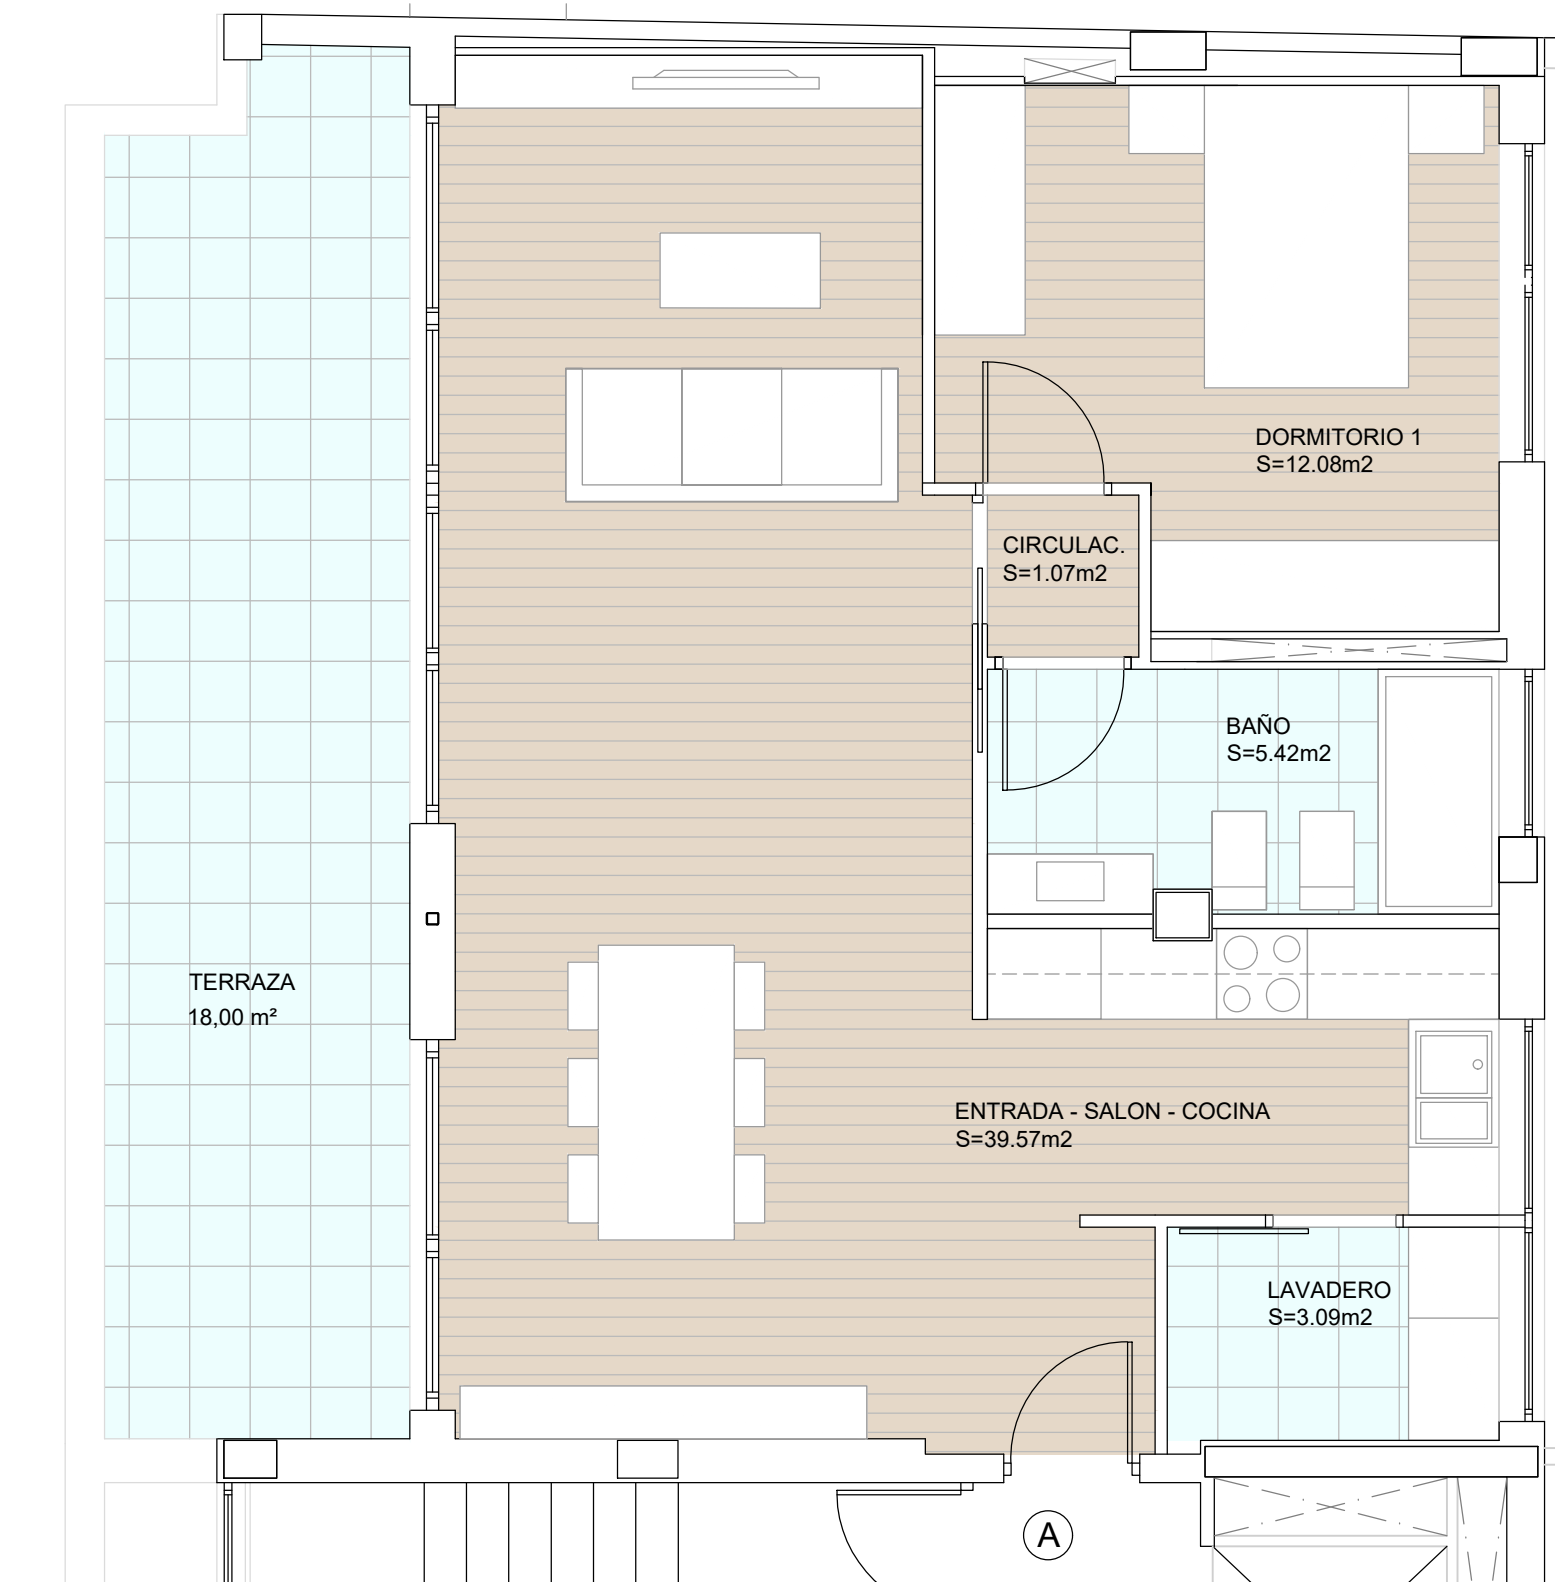 DORMITORIO 1
S=12.08m2
CIRCULAC.
S=1.07m2
BAÑO
S=5.42m2
TERRAZA
18,00 m²
ENTRADA - SALON - COCINA
S=39.57m2
LAVADERO
S=3.09m2
A